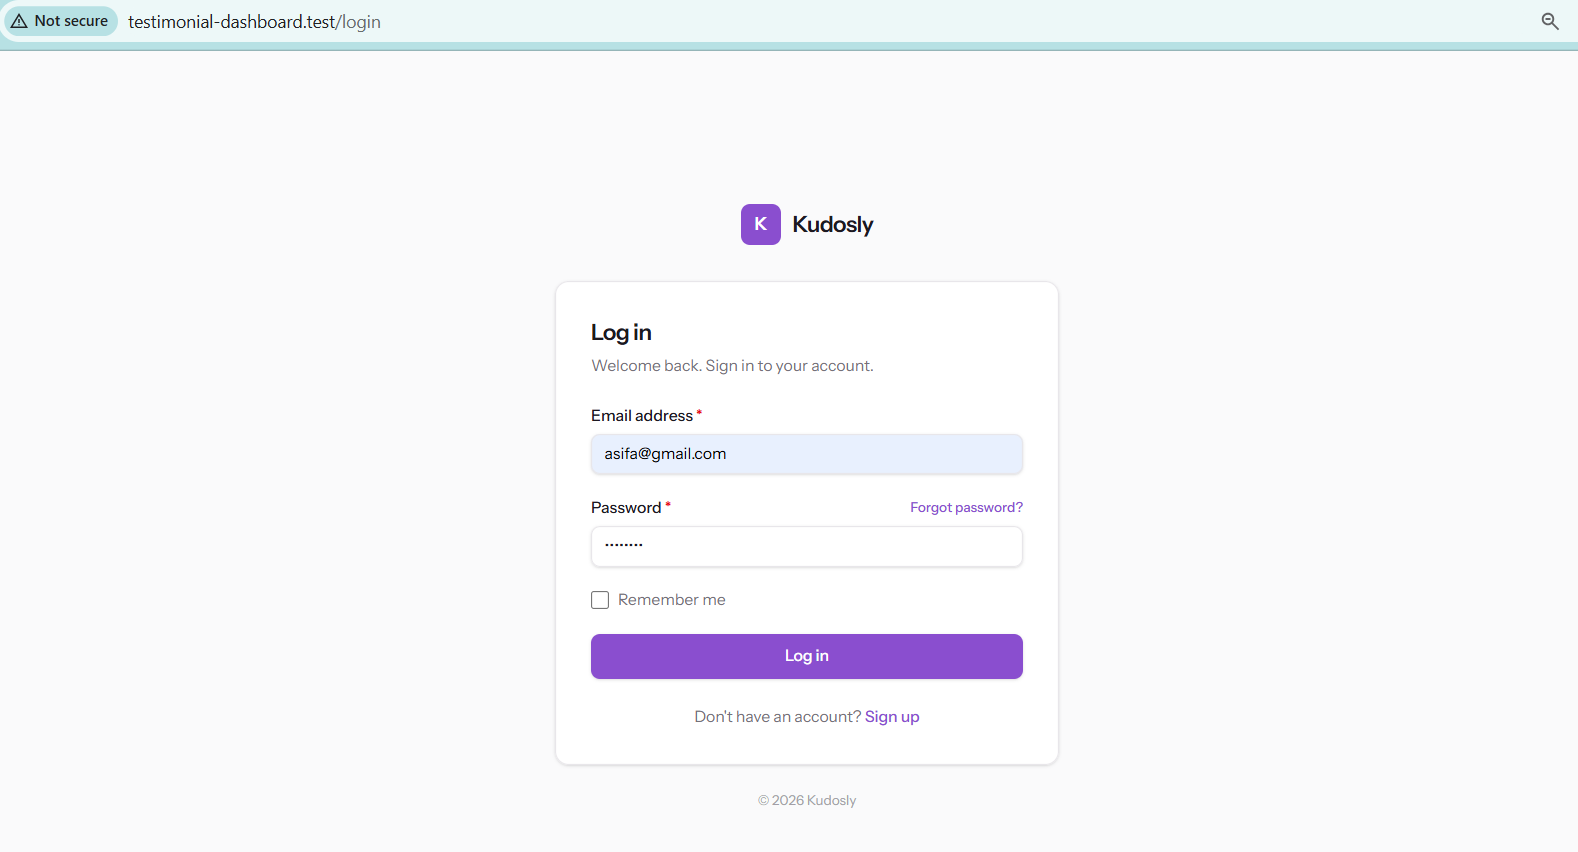 Not secure testimonial-dashboard.test/login
K Kudosly
Log in
Welcome back. Sign in to your account.
Email address *
asifa@gmail.com
Password * Forgot password?
••••••••
Remember me
Log in
Don't have an account? Sign up
© 2026 Kudosly